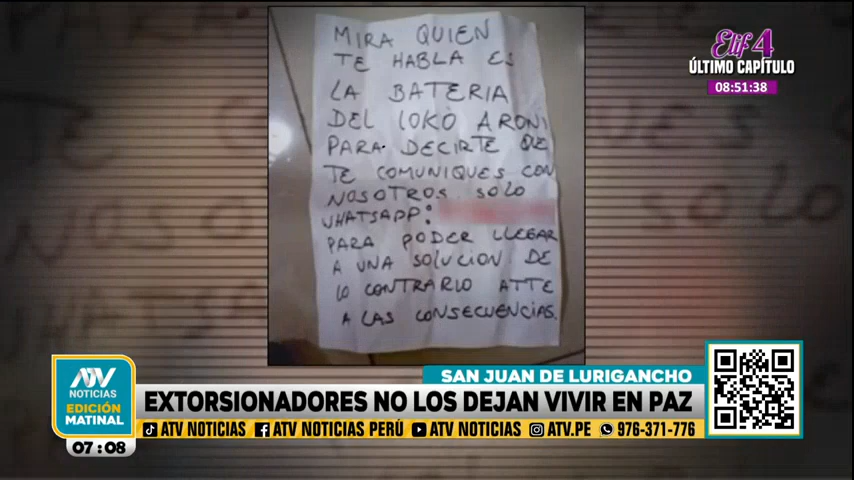 MIRA QUIEN
TE HABLA ES
LA BATERIA
DEL LOKO ARONI
PARA DECIRTE QUE
TE COMUNIQUES CON
NOSOTROS SOLO
WHATSAPP:
PARA PODER LLEGAR
A UNA SOLUCION DE
LO CONTRARIO ATTE
A LAS CONSECUENCIAS.
Elif 4
ÚLTIMO CAPÍTULO
08:51:38
SAN JUAN DE LURIGANCHO
ATV
NOTICIAS
EDICIÓN
MATINAL
07:08
EXTORSIONADORES NO LOS DEJAN VIVIR EN PAZ
ATV NOTICIAS ATV NOTICIAS PERÚ ATV NOTICIAS ATV.PE 976-371-776